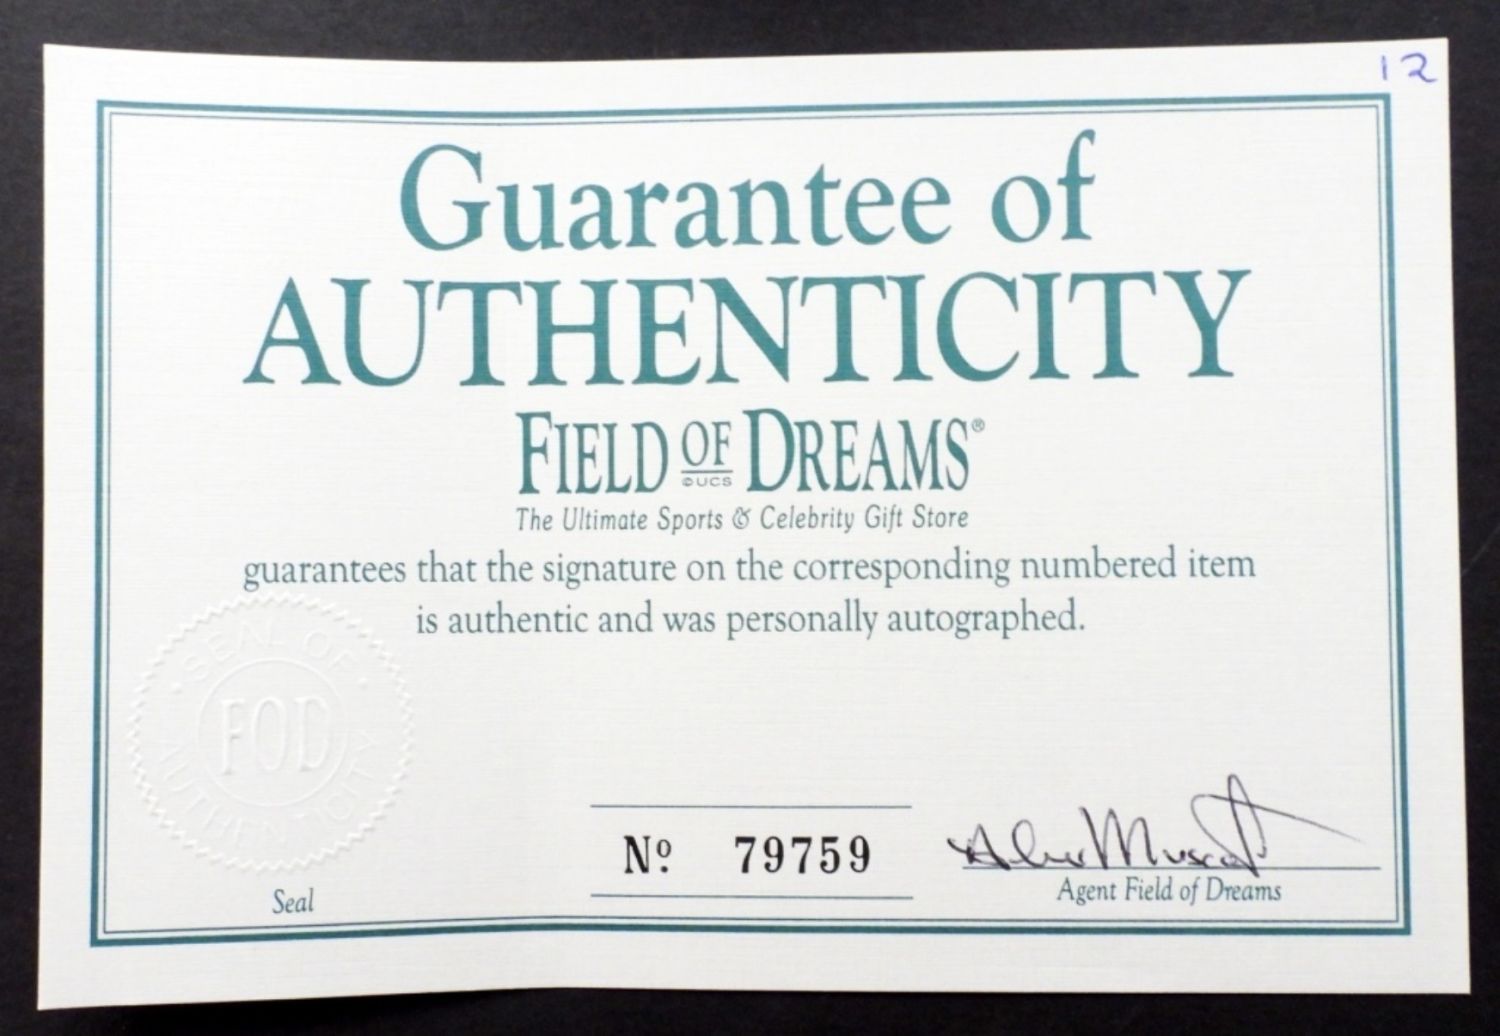 12
Guarantee of
AUTHENTICITY
FIELD OF DREAMS®
©UCS
The Ultimate Sports & Celebrity Gift Store
guarantees that the signature on the corresponding numbered item
is authentic and was personally autographed.
SEAL OF
FOD
AUTHENTICITY
Nº 79759
Agent Field of Dreams
Seal